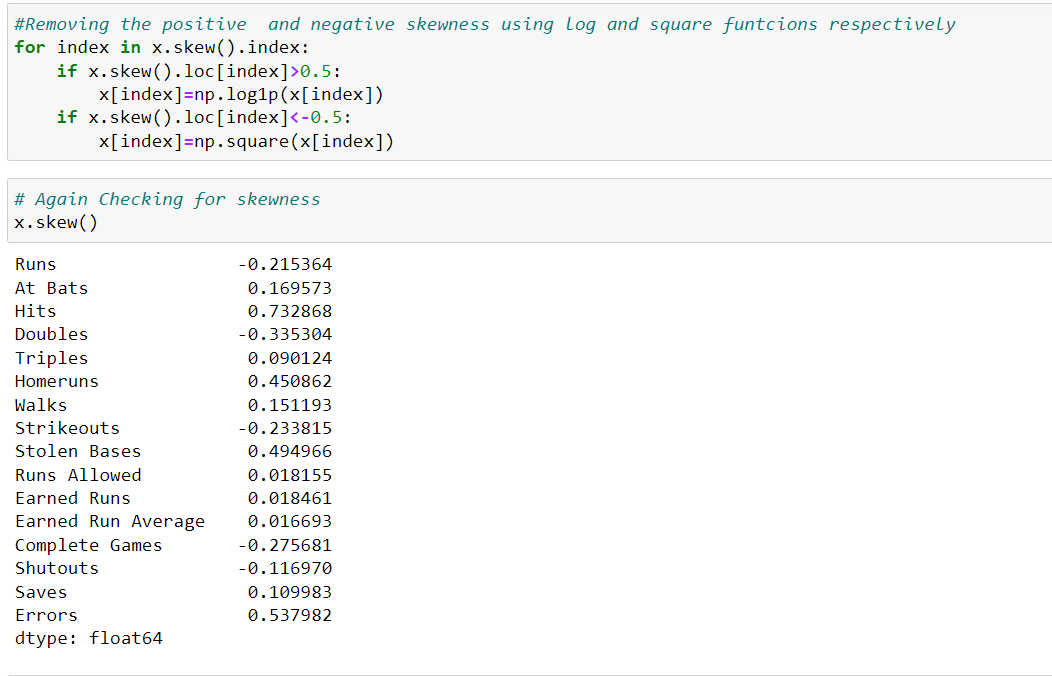 #Removing the positive  and negative skewness using log and square funtcions respectively
for index in x.skew().index:
    if x.skew().loc[index]>0.5:
        x[index]=np.log1p(x[index])
    if x.skew().loc[index]<-0.5:
        x[index]=np.square(x[index])
# Again Checking for skewness
x.skew()
Runs                 -0.215364
At Bats               0.169573
Hits                  0.732868
Doubles              -0.335304
Triples               0.090124
Homeruns              0.450862
Walks                 0.151193
Strikeouts           -0.233815
Stolen Bases          0.494966
Runs Allowed          0.018155
Earned Runs           0.018461
Earned Run Average    0.016693
Complete Games       -0.275681
Shutouts             -0.116970
Saves                 0.109983
Errors                0.537982
dtype: float64